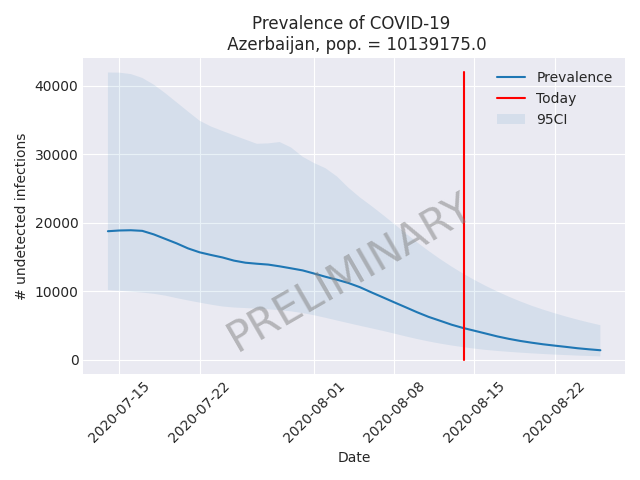 Prevalence of COVID-19
Azerbaijan, pop. = 10139175.0
# undetected infections
40000
30000
20000
10000
0
Prevalence
Today
95CI
PRELIMINARY
2020-07-15
2020-07-22
2020-08-01
2020-08-08
2020-08-15
2020-08-22
Date